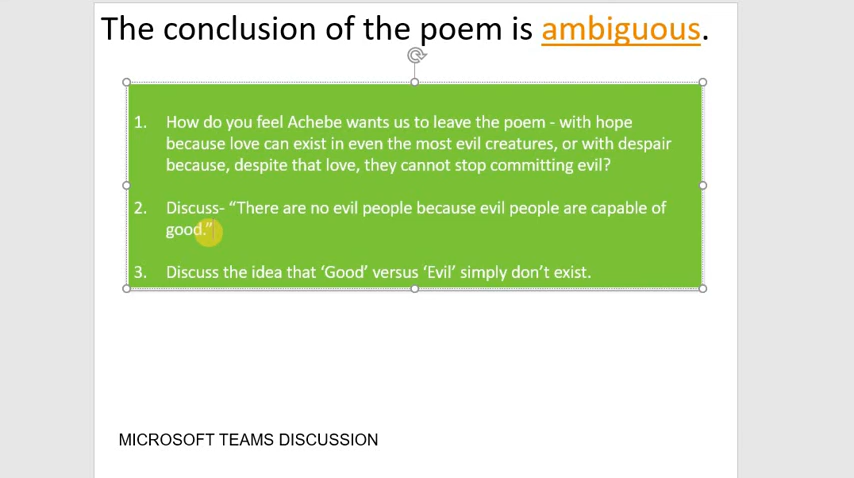 The conclusion of the poem is ambiguous.
1. How do you feel Achebe wants us to leave the poem - with hope
because love can exist in even the most evil creatures, or with despair
because, despite that love, they cannot stop committing evil?
2. Discuss- “There are no evil people because evil people are capable of
good.”
3. Discuss the idea that ‘Good’ versus ‘Evil’ simply don’t exist.
MICROSOFT TEAMS DISCUSSION